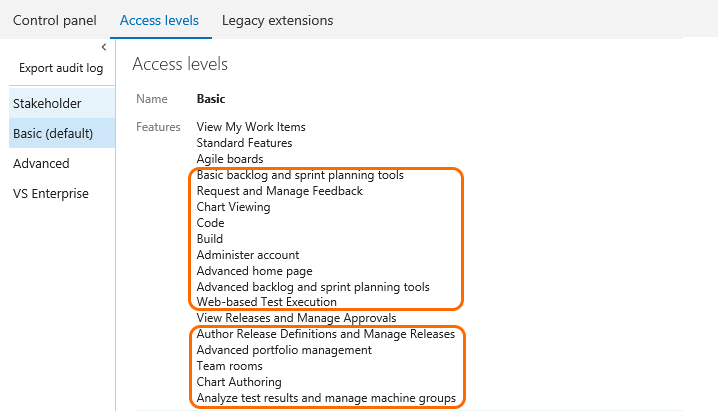 Control panel Access levels Legacy extensions
<
Export audit log
Stakeholder
Basic (default)
Advanced
VS Enterprise
Access levels
Name Basic
Features View My Work Items
Standard Features
Agile boards
Basic backlog and sprint planning tools
Request and Manage Feedback
Chart Viewing
Code
Build
Administer account
Advanced home page
Advanced backlog and sprint planning tools
Web-based Test Execution
View Releases and Manage Approvals
Author Release Definitions and Manage Releases
Advanced portfolio management
Team rooms
Chart Authoring
Analyze test results and manage machine groups